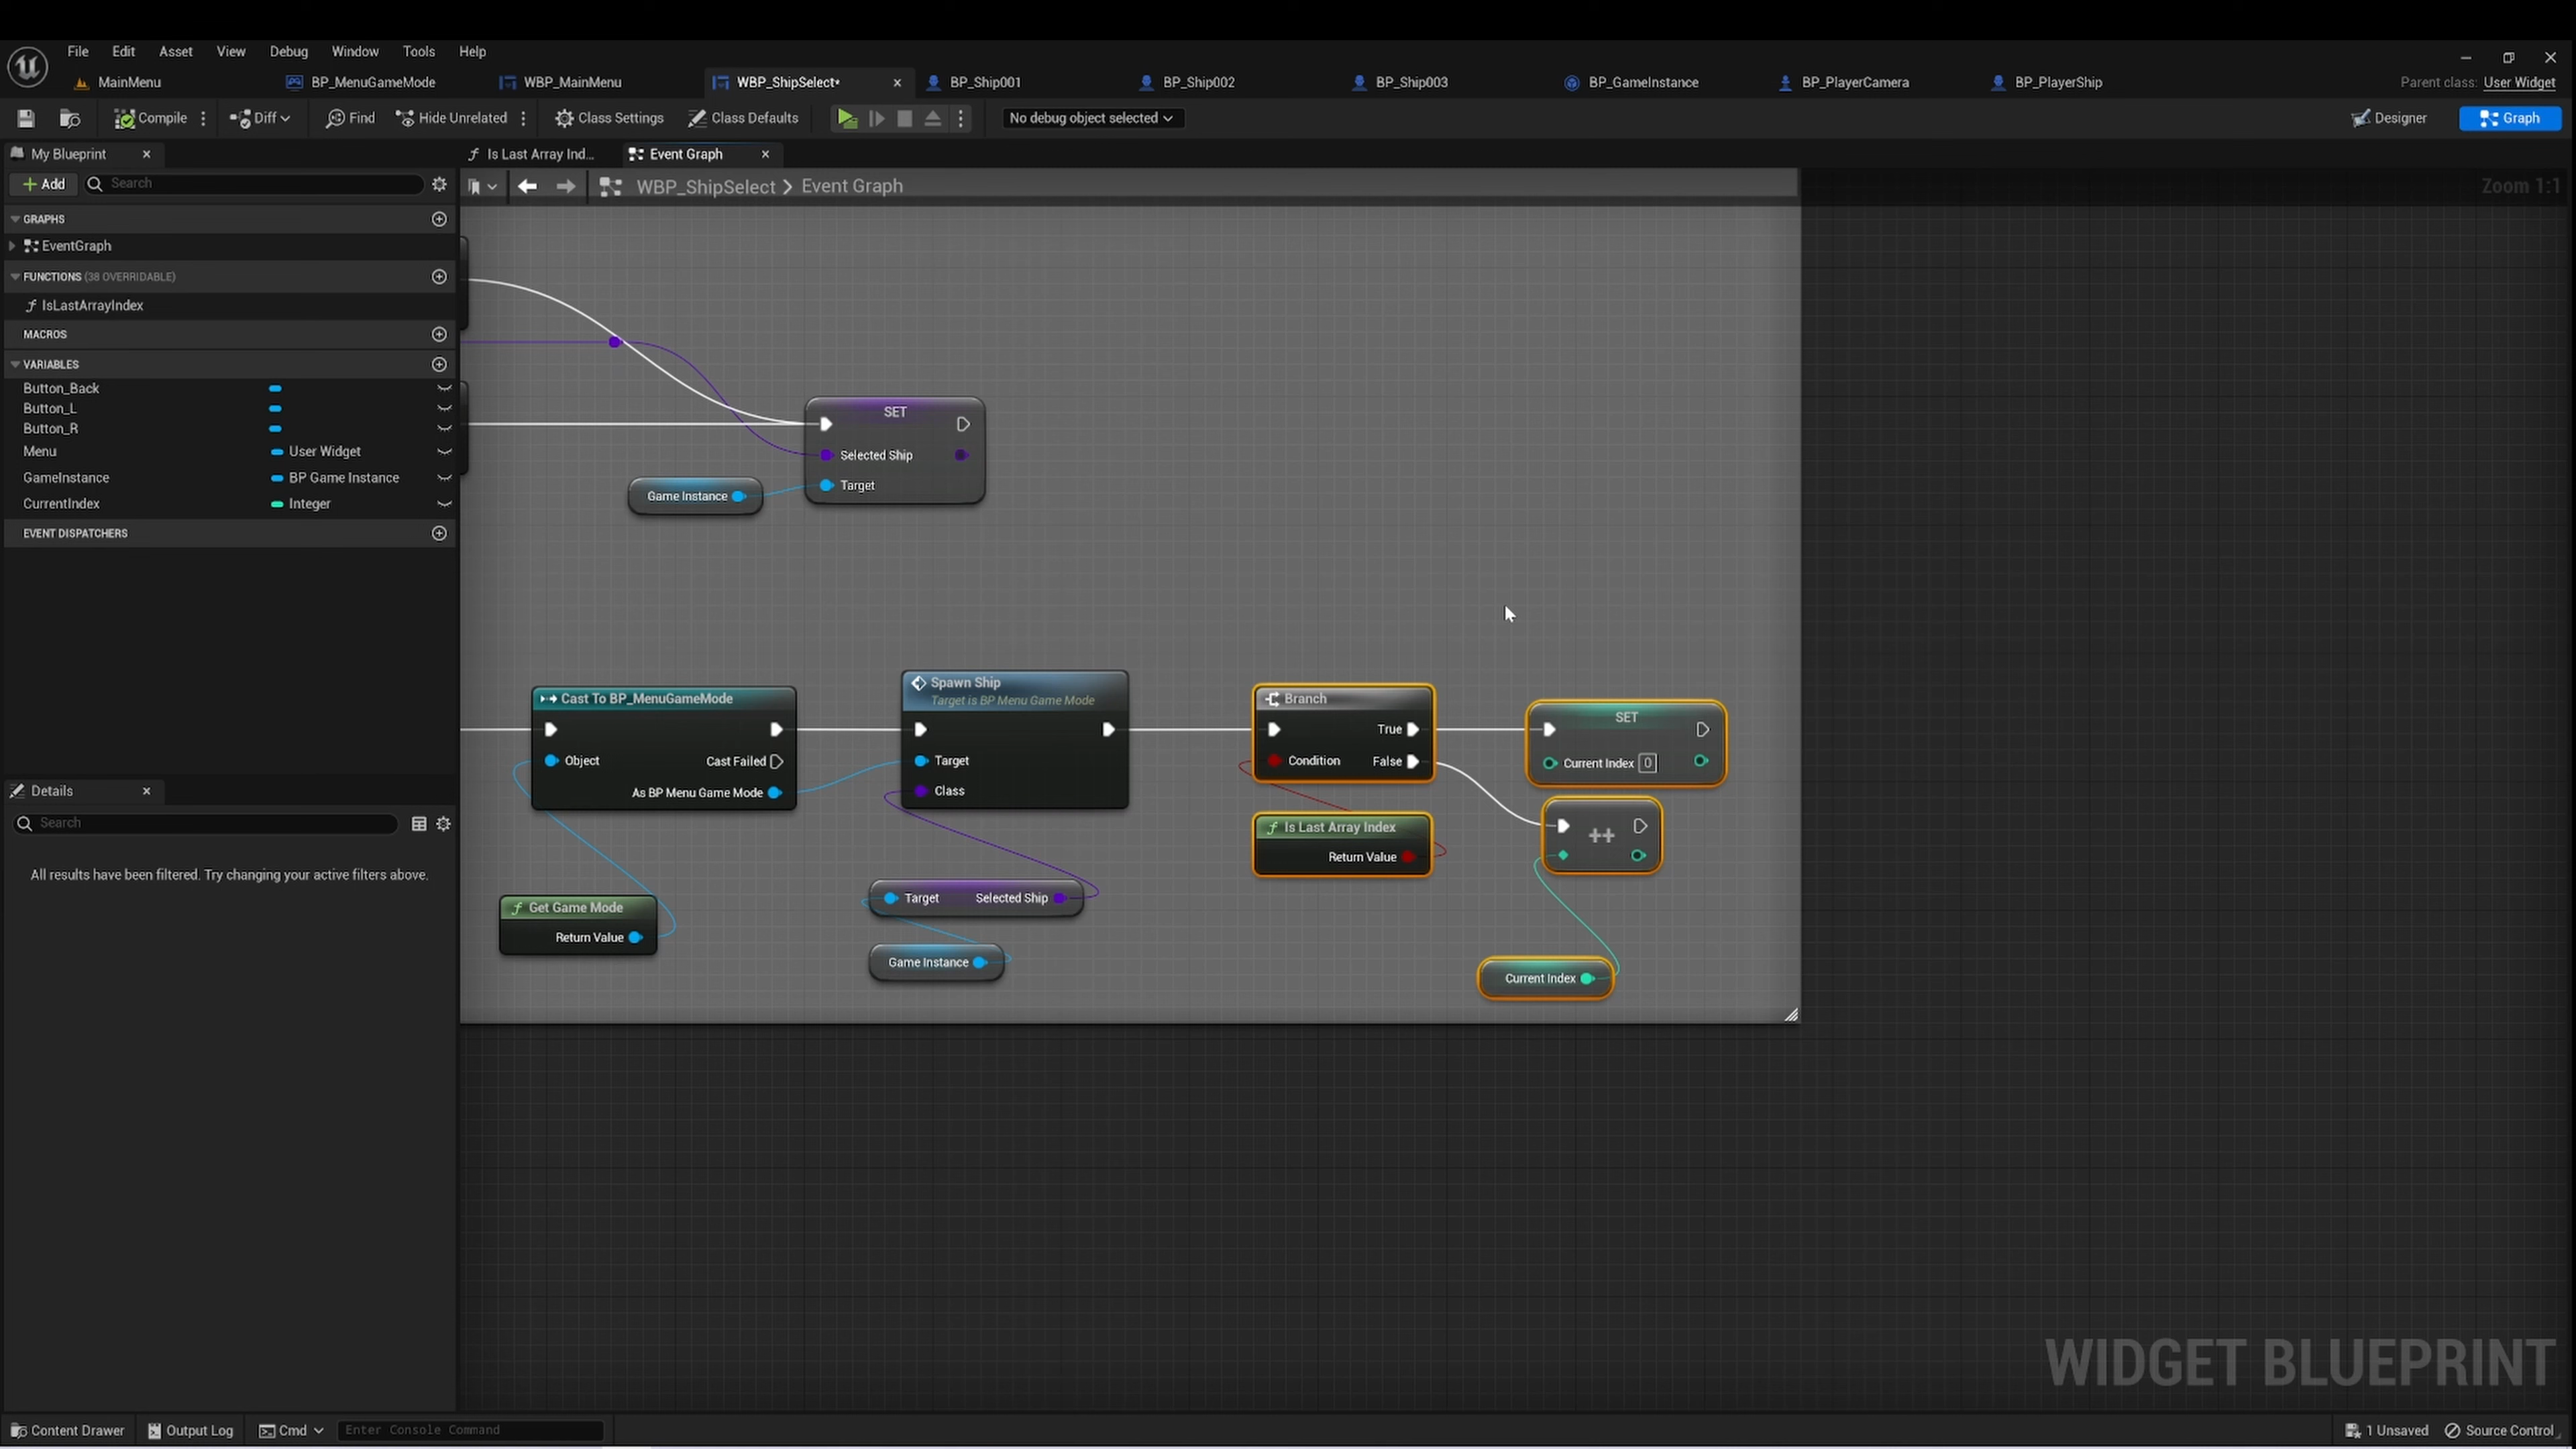 File Edit Asset View Debug Window Tools Help
MainMenu BP_MenuGameMode WBP_MainMenu WBP_ShipSelect* BP_Ship001 BP_Ship002 BP_Ship003 BP_GameInstance BP_PlayerCamera BP_PlayerShip Parent class: User Widget
Compile Diff Find Hide Unrelated Class Settings Class Defaults No debug object selected Designer Graph
My Blueprint Is Last Array Ind... Event Graph
Add Search WBP_ShipSelect > Event Graph Zoom 1:1
GRAPHS
EventGraph
FUNCTIONS (38 OVERRIDABLE)
IsLastArrayIndex
MACROS
VARIABLES
Button_Back
Button_L
Button_R
Menu User Widget
GameInstance BP Game Instance
CurrentIndex Integer
EVENT DISPATCHERS
SET
Selected Ship
Target
Game Instance
Cast To BP_MenuGameMode
Object Cast Failed
As BP Menu Game Mode
Get Game Mode
Return Value
Spawn Ship
Target is BP Menu Game Mode
Target
Class
Target Selected Ship
Game Instance
Branch
True
Condition False
Is Last Array Index
Return Value
SET
Current Index 0
++
Current Index
Details
Search
All results have been filtered. Try changing your active filters above.
WIDGET BLUEPRINT
Content Drawer Output Log Cmd Enter Console Command 1 Unsaved Source Control